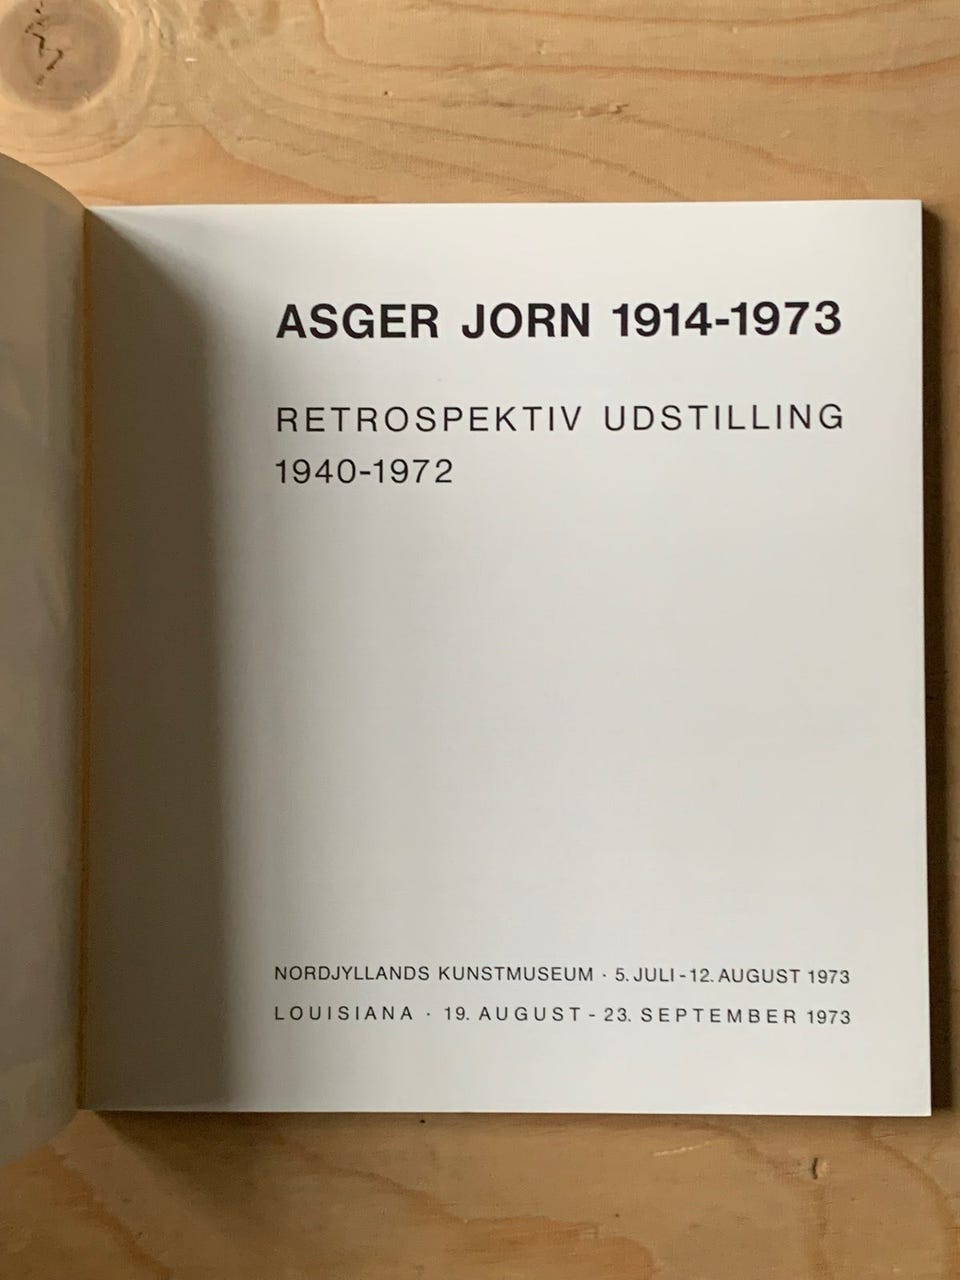 ASGER JORN 1914-1973
RETROSPEKTIV UDSTILLING
1940-1972
NORDJYLLANDS KUNSTMUSEUM · 5. JULI - 12. AUGUST 1973
LOUISIANA · 19. AUGUST - 23. SEPTEMBER 1973